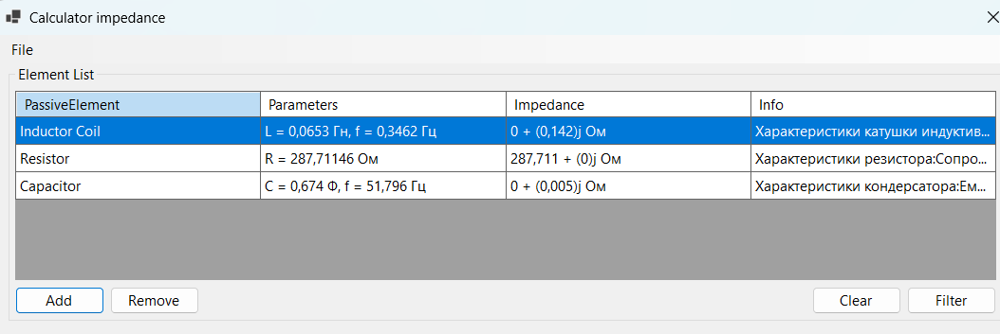 Calculator impedance
File
Element List
PassiveElement Parameters Impedance Info
Inductor Coil L = 0,0653 Гн, f = 0,3462 Гц 0 + (0,142)j Ом Характеристики катушки индуктив...
Resistor R = 287,71146 Ом 287,711 + (0)j Ом Характеристики резистора:Сопро...
Capacitor C = 0,674 Ф, f = 51,796 Гц 0 + (0,005)j Ом Характеристики кондерсатора:Ем...
Add Remove Clear Filter